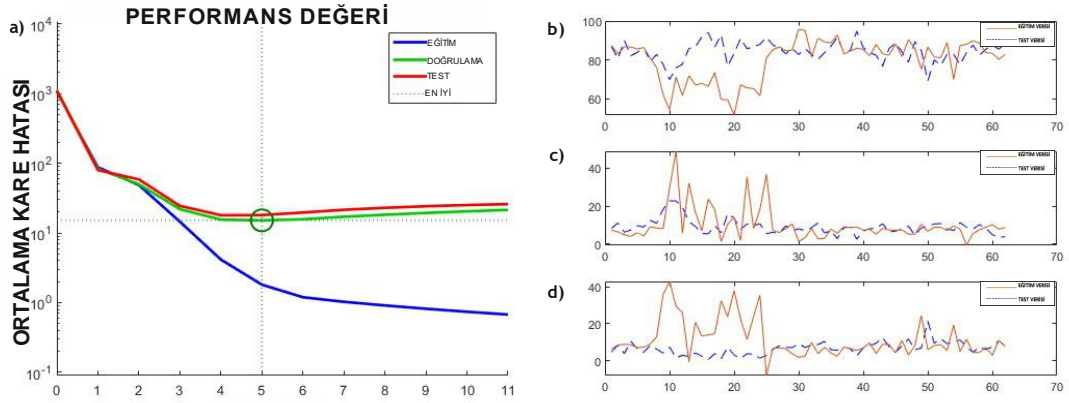 a)
PERFORMANS DEĞERİ
ORTALAMA KARE HATASI
10^4
10^3
10^2
10^1
10^0
10^-1
EĞİTİM
DOĞRULAMA
TEST
EN İYİ
0 1 2 3 4 5 6 7 8 9 10 11
b)
100
80
60
EĞİTİM VERİSİ
TEST VERİSİ
0 10 20 30 40 50 60 70
c)
40
20
0
EĞİTİM VERİSİ
TEST VERİSİ
0 10 20 30 40 50 60 70
d)
40
20
0
EĞİTİM VERİSİ
TEST VERİSİ
0 10 20 30 40 50 60 70